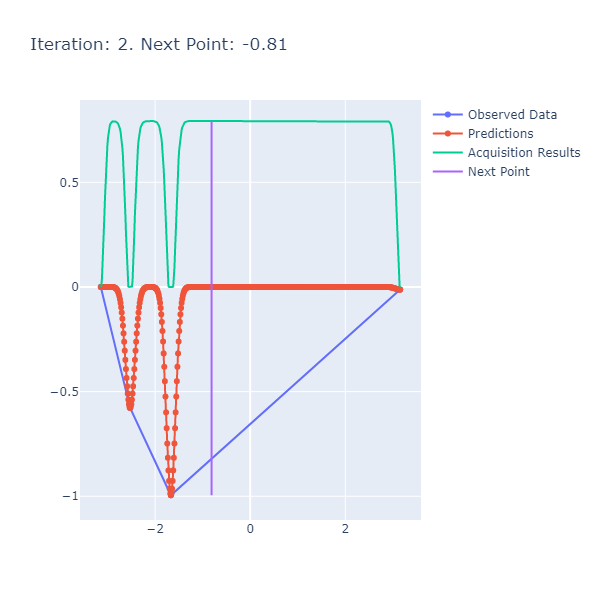 Iteration: 2. Next Point: -0.81
Observed Data
Predictions
Acquisition Results
Next Point
0.5
0
−0.5
−1
−2
0
2